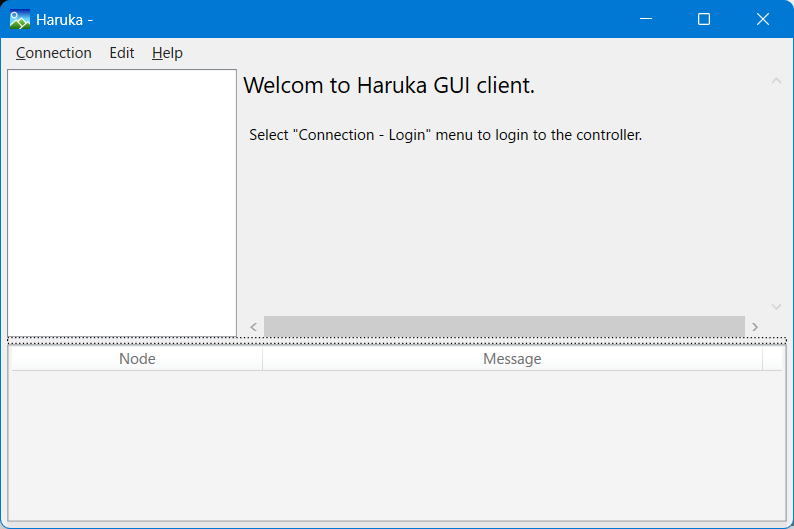 Haruka -
Connection Edit Help
Welcom to Haruka GUI client.
Select "Connection - Login" menu to login to the controller.
Node Message